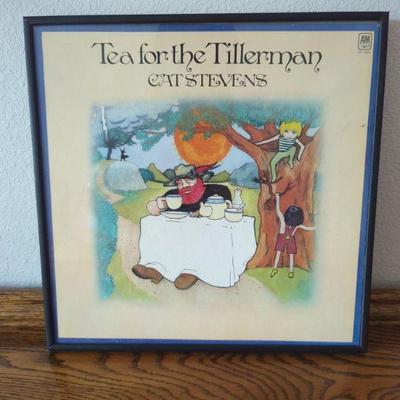 Tea for the Tillerman
CAT STEVENS
A&M